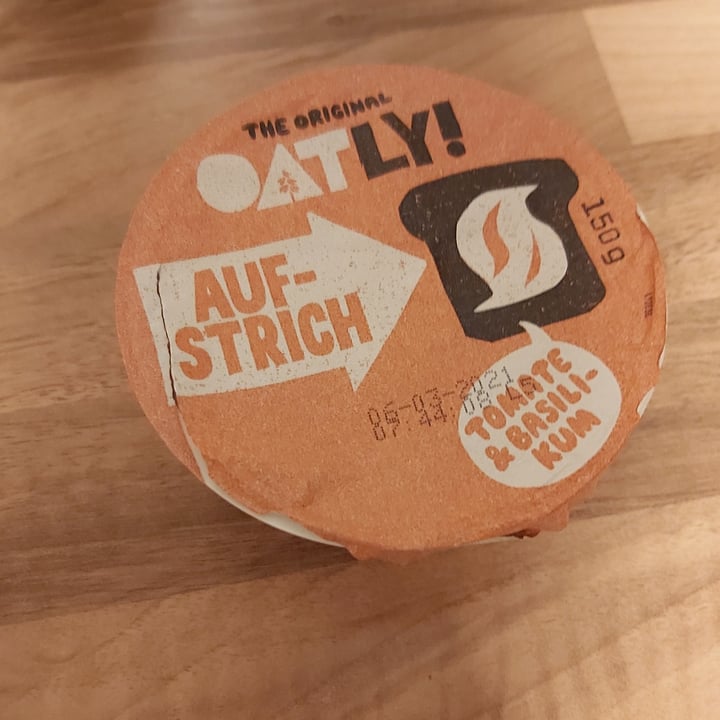 THE ORIGINAL
OATLY!
150g
AUF-
STRICH
06-03-2021
TOMATE
& BASILI-
KUM